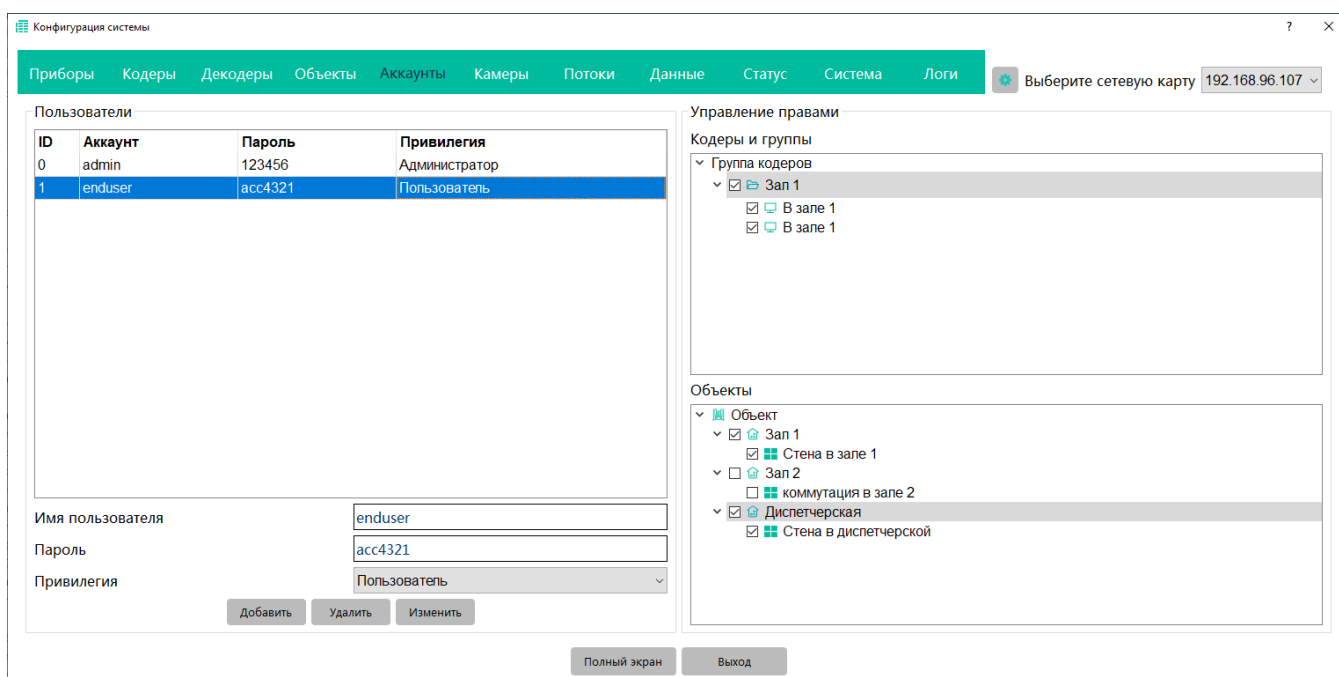 Конфигурация системы ? ×
Приборы Кодеры Декодеры Объекты Аккаунты Камеры Потоки Данные Статус Система Логи Выберите сетевую карту 192.168.96.107
Пользователи
ID Аккаунт Пароль Привилегия
0 admin 123456 Администратор
1 enduser acc4321 Пользователь
Имя пользователя enduser
Пароль acc4321
Привилегия Пользователь
Добавить Удалить Изменить
Управление правами
Кодеры и группы
Группа кодеров
Зал 1
В зале 1
В зале 1
Объекты
Объект
Зал 1
Стена в зале 1
Зал 2
коммутация в зале 2
Диспетчерская
Стена в диспетчерской
Полный экран Выход